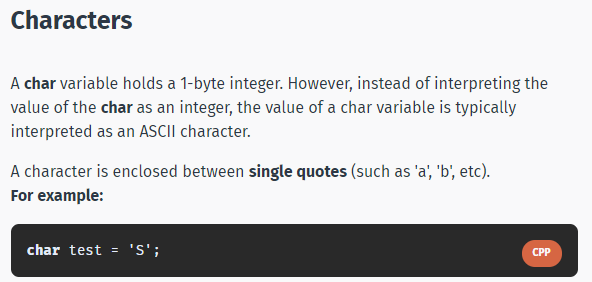 Characters
A char variable holds a 1-byte integer. However, instead of interpreting the
value of the char as an integer, the value of a char variable is typically
interpreted as an ASCII character.
A character is enclosed between single quotes (such as 'a', 'b', etc).
For example:
char test = 'S';
CPP